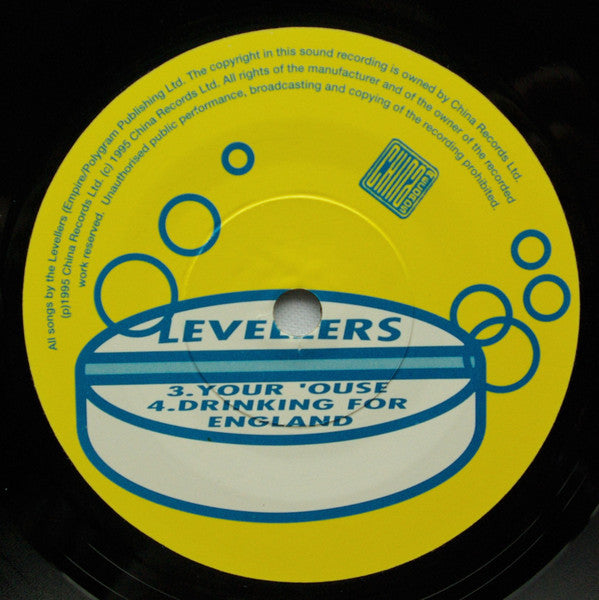 All songs by the Levellers (Empire/Polygram Publishing Ltd. The copyright in this sound recording is owned by China Records Ltd.
(p)1995 China Records Ltd. (c) 1995 China Records Ltd. All rights of the manufacturer and of the owner of the recorded
work reserved. Unauthorised public performance, broadcasting and copying of the recording prohibited.
CHINA
RECORDS
LEVELLERS
3.YOUR 'OUSE
4.DRINKING FOR
ENGLAND